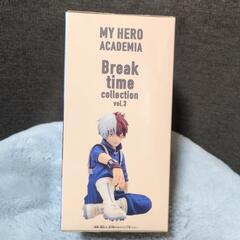 MY HERO
ACADEMIA
Break
time
collection
vol.3